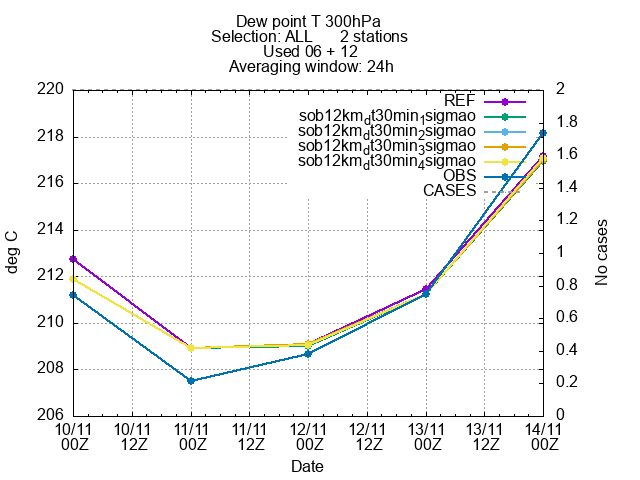 Dew point T 300hPa
Selection: ALL 2 stations
Used 06 + 12
Averaging window: 24h
220
218
216
214
212
210
208
206
deg C
2
1.8
1.6
1.4
1.2
1
0.8
0.6
0.4
0.2
0
No cases
REF
sob12km_dt30min_1sigmao
sob12km_dt30min_2sigmao
sob12km_dt30min_3sigmao
sob12km_dt30min_4sigmao
OBS
CASES
10/11 10/11 11/11 11/11 12/11 12/11 13/11 13/11 14/11
00Z 12Z 00Z 12Z 00Z 12Z 00Z 12Z 00Z
Date